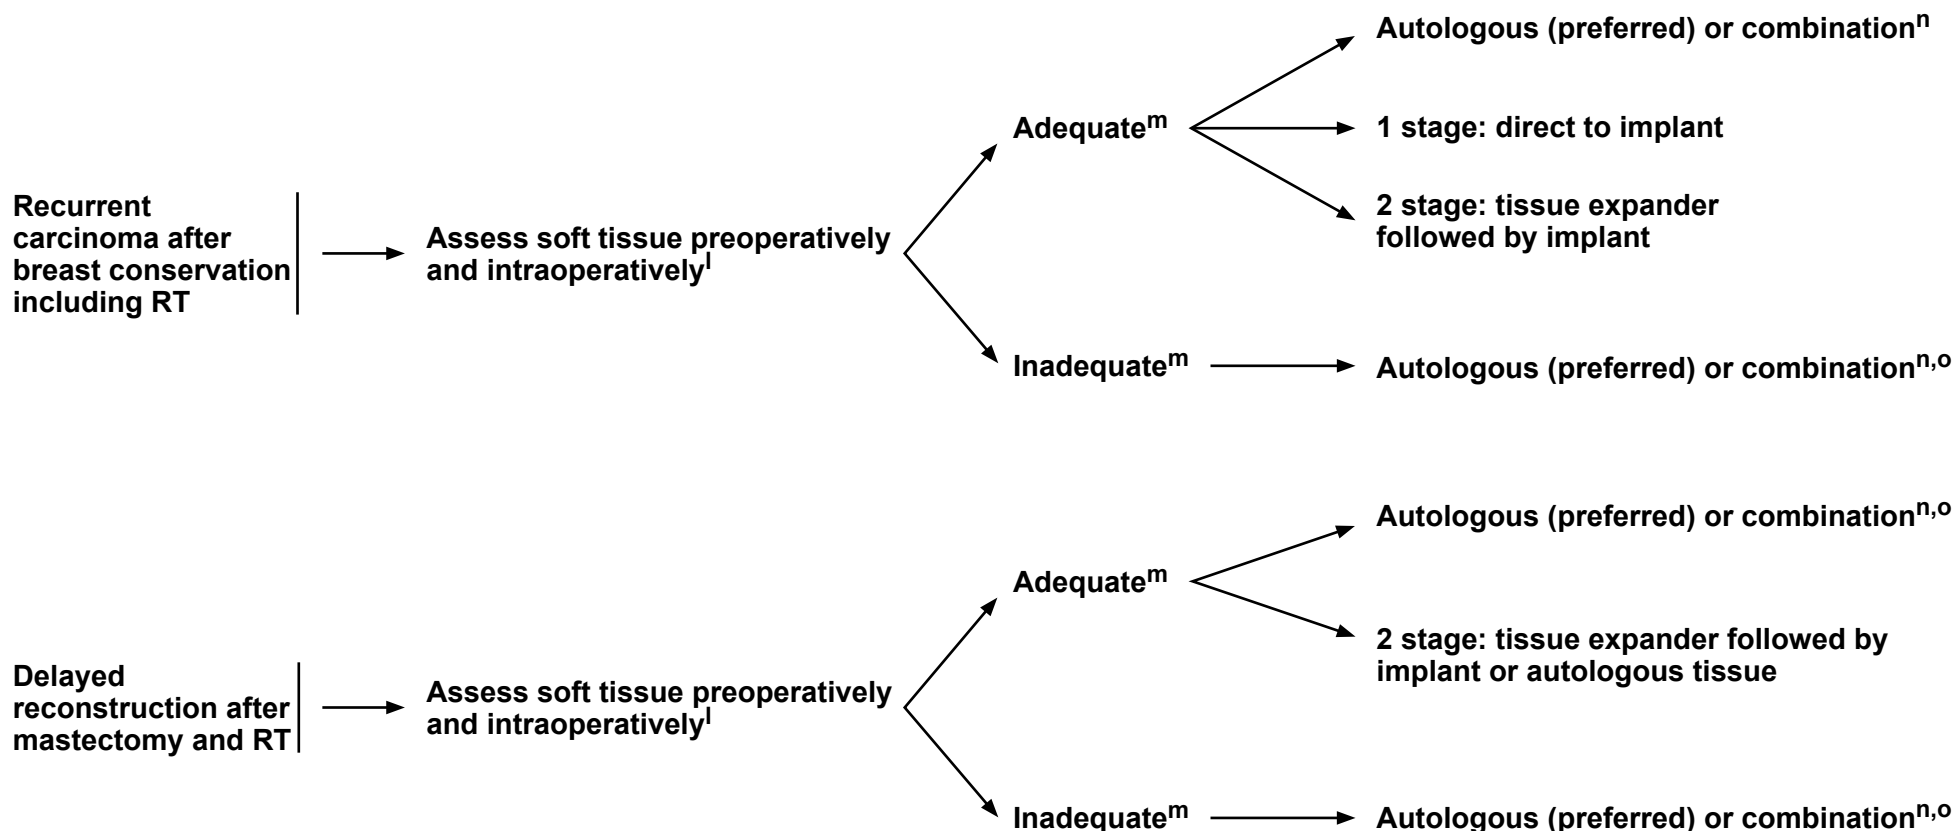 Recurrent
carcinoma after
breast conservation
including RT
Assess soft tissue preoperatively
and intraoperativelyˡ
Adequateᵐ
Autologous (preferred) or combinationⁿ
1 stage: direct to implant
2 stage: tissue expander
followed by implant
Inadequateᵐ
Autologous (preferred) or combinationⁿ,ᵒ
Delayed
reconstruction after
mastectomy and RT
Assess soft tissue preoperatively
and intraoperativelyˡ
Adequateᵐ
Autologous (preferred) or combinationⁿ,ᵒ
2 stage: tissue expander followed by
implant or autologous tissue
Inadequateᵐ
Autologous (preferred) or combinationⁿ,ᵒ